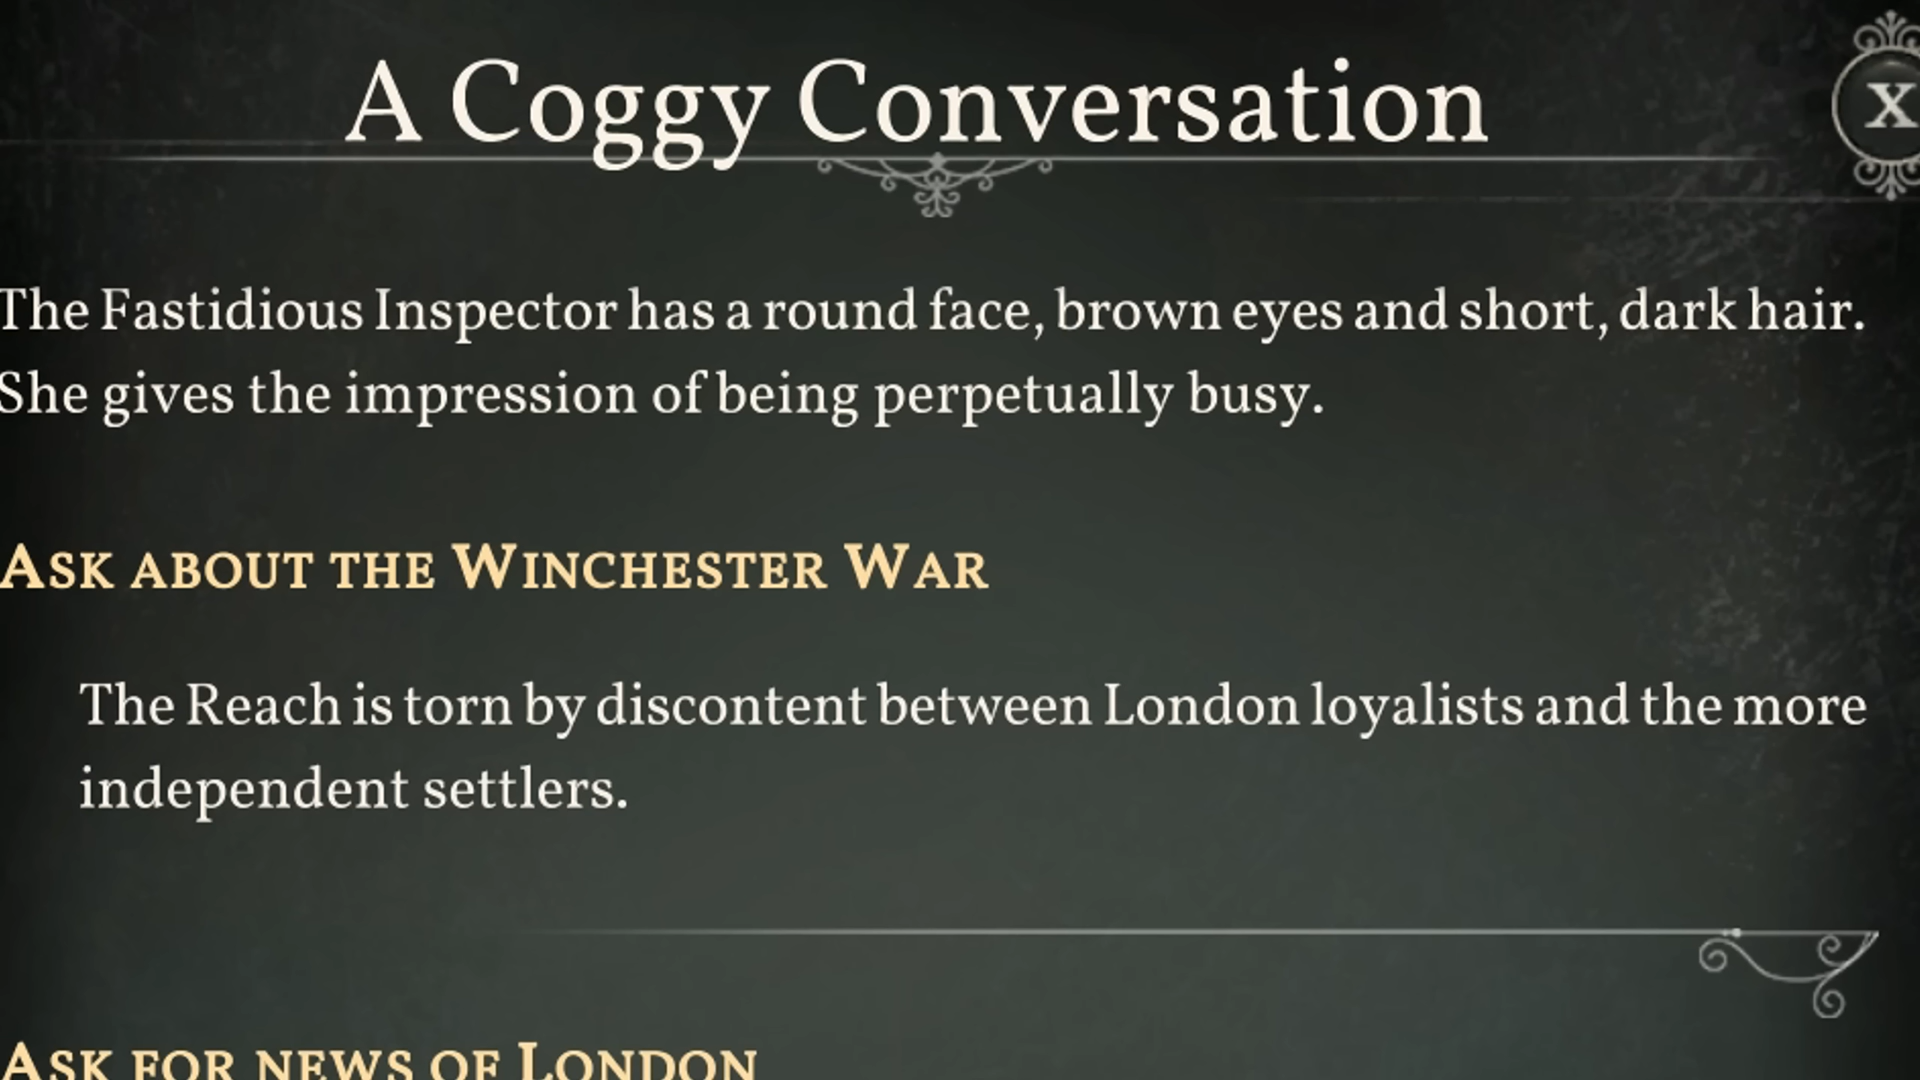 A Coggy Conversation
X
The Fastidious Inspector has a round face, brown eyes and short, dark hair.
She gives the impression of being perpetually busy.
ASK ABOUT THE WINCHESTER WAR
The Reach is torn by discontent between London loyalists and the more
independent settlers.
ASK FOR NEWS OF LONDON